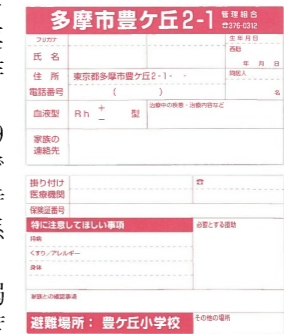 多摩市豊ケ丘2-1 管理組合
☎376-0312
フリガナ 生年月日
氏名 西暦 年 月 日
住所 東京都多摩市豊ケ丘2-1- - 同居人
電話番号 ( ) 名
血液型 Rh + − 型 治療中の疾患・治療内容など
家族の
連絡先
掛り付け
医療機関 ☎
保険証番号
特に注意してほしい事項 必要とする援助
持病
くすり/アレルギー
身体
家族との確認事項
避難場所：豊ケ丘小学校 その他の場所